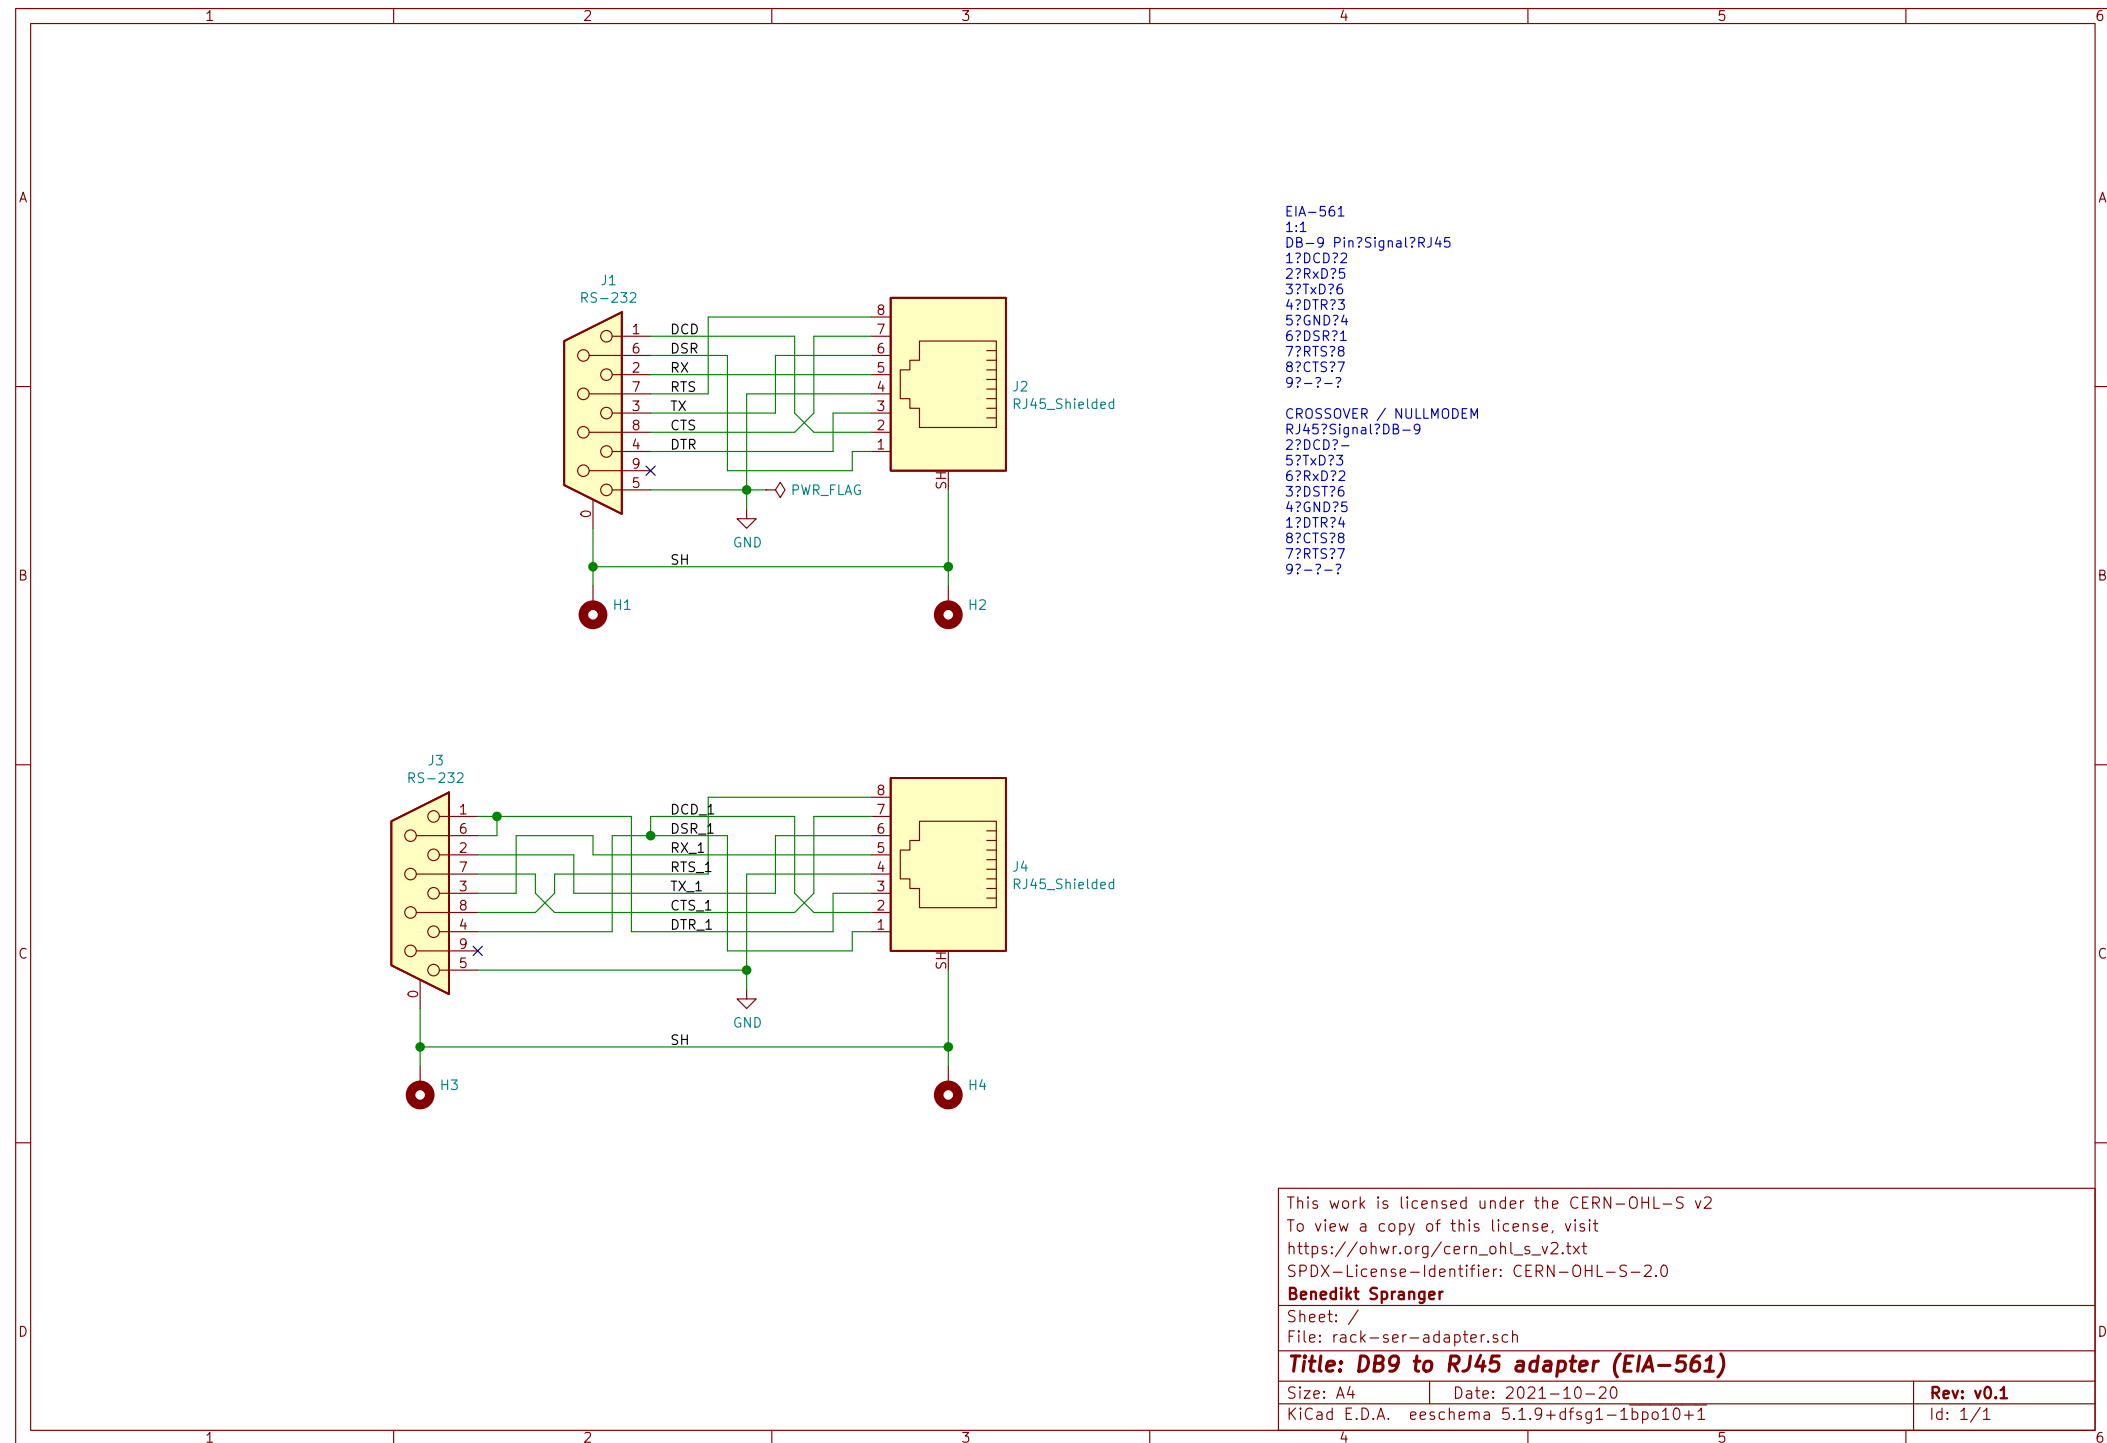 1 2 3 4 5 6
A A
B B
C C
D D
J1
RS-232
1
6
2
7
3
8
4
9
5
0
DCD
DSR
RX
RTS
TX
CTS
DTR
PWR_FLAG
GND
SH
H1
8
7
6
5
4
3
2
1
SH
J2
RJ45_Shielded
H2
EIA-561
1:1
DB-9 Pin?Signal?RJ45
1?DCD?2
2?RxD?5
3?TxD?6
4?DTR?3
5?GND?4
6?DSR?1
7?RTS?8
8?CTS?7
9?-?-?
CROSSOVER / NULLMODEM
RJ45?Signal?DB-9
2?DCD?-
5?TxD?3
6?RxD?2
3?DST?6
4?GND?5
1?DTR?4
8?CTS?8
7?RTS?7
9?-?-?
J3
RS-232
1
6
2
7
3
8
4
9
5
0
DCD_1
DSR_1
RX_1
RTS_1
TX_1
CTS_1
DTR_1
GND
SH
H3
8
7
6
5
4
3
2
1
SH
J4
RJ45_Shielded
H4
This work is licensed under the CERN-OHL-S v2
To view a copy of this license, visit
https://ohwr.org/cern_ohl_s_v2.txt
SPDX-License-Identifier: CERN-OHL-S-2.0
Benedikt Spranger
Sheet: /
File: rack-ser-adapter.sch
Title: DB9 to RJ45 adapter (EIA-561)
Size: A4 Date: 2021-10-20 Rev: v0.1
KiCad E.D.A. eeschema 5.1.9+dfsg1-1bpo10+1 Id: 1/1
1 2 3 4 5 6